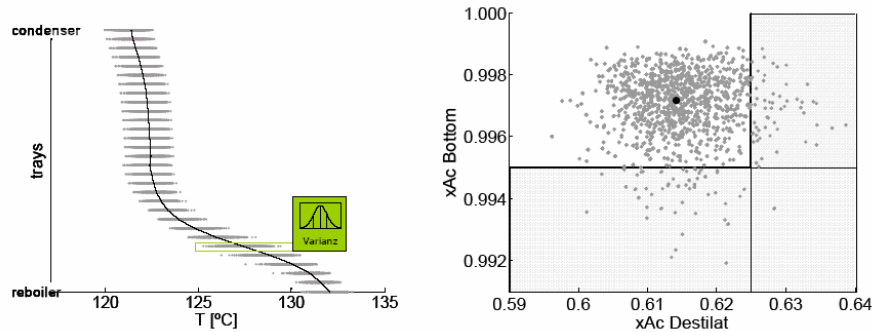 condenser
trays
Varianz
reboiler
120
125
130
135
T [ºC]
1.000
0.998
0.996
0.994
0.992
xAc Bottom
0.59
0.6
0.61
0.62
0.63
0.64
xAc Destilat